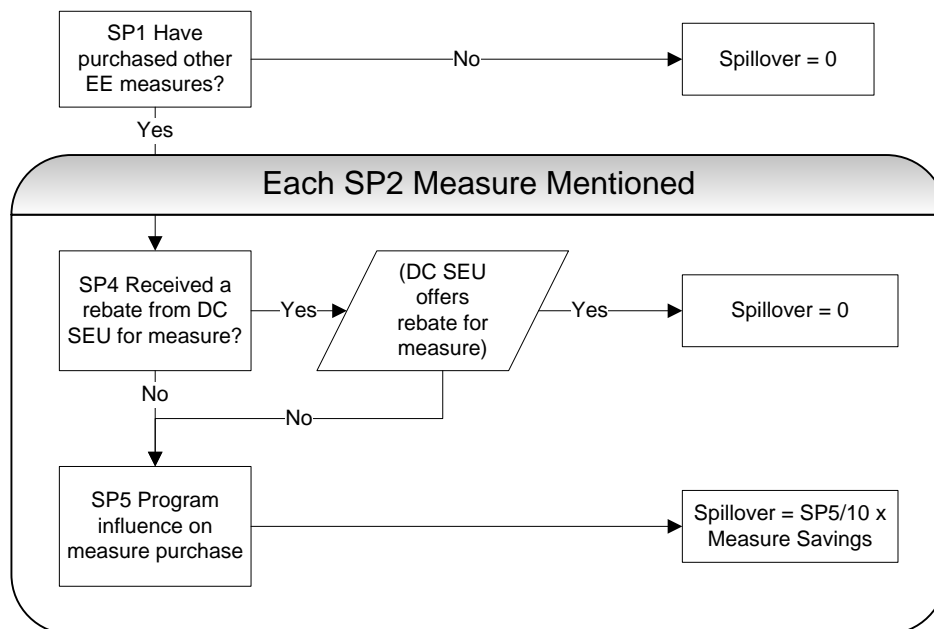 SP1 Have
purchased other
EE measures?
No
Spillover = 0
Yes
Each SP2 Measure Mentioned
SP4 Received a
rebate from DC
SEU for measure?
Yes
(DC SEU
offers
rebate for
measure)
Yes
Spillover = 0
No
No
SP5 Program
influence on
measure purchase
Spillover = SP5/10 x
Measure Savings